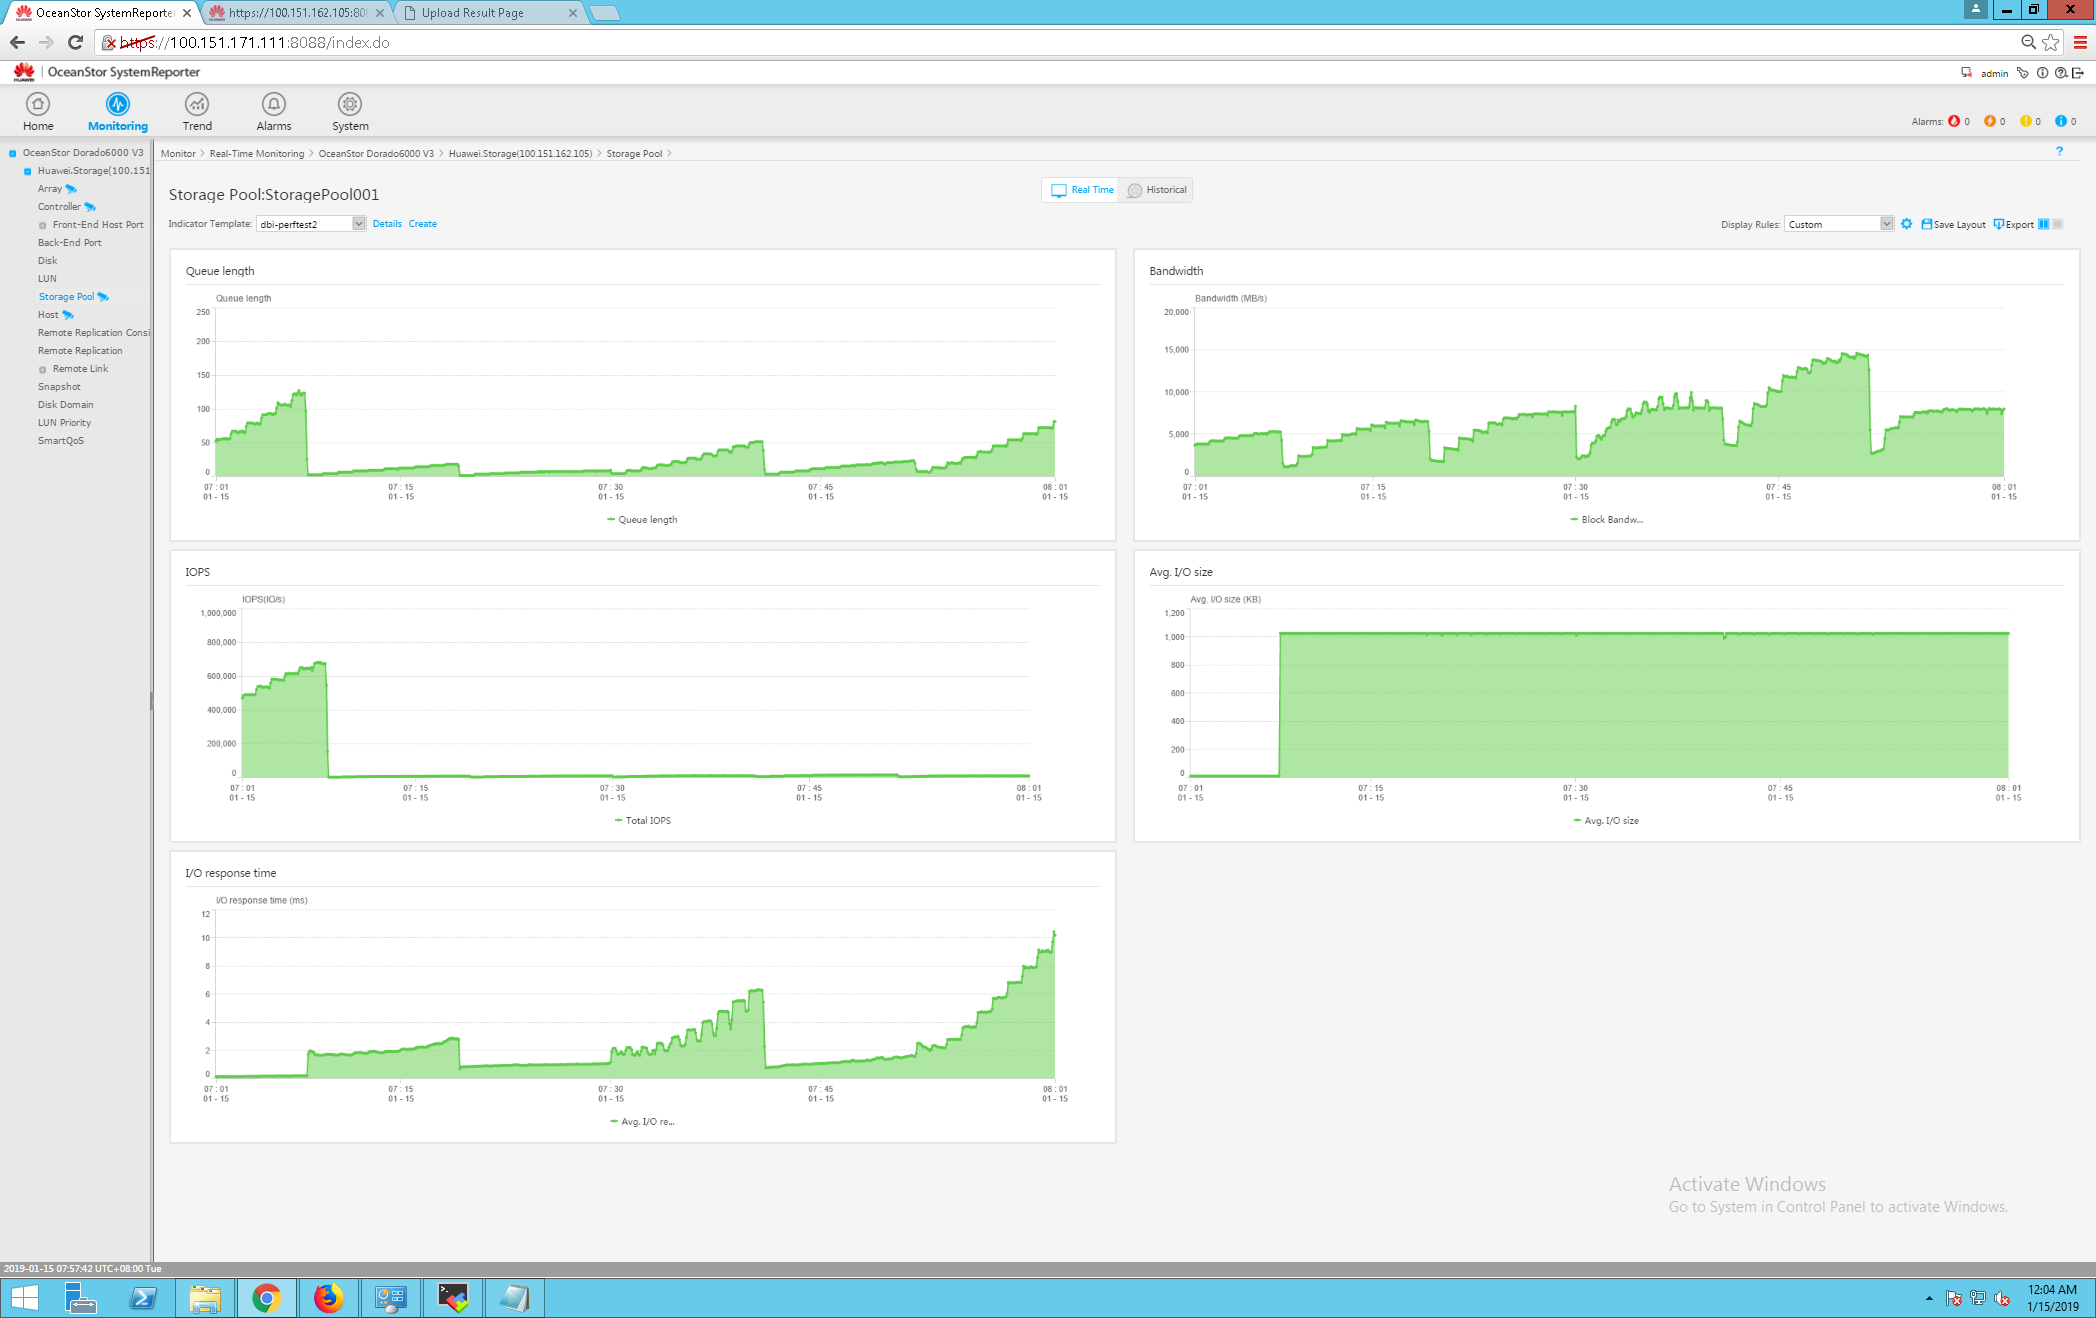 OceanStor SystemReporte
https://100.151.162.105:808
Upload Result Page
https://100.151.171.111:8088/index.do
HUAWEI | OceanStor SystemReporter
admin
Home
Monitoring
Trend
Alarms
System
Alarms: 0 0 0 0
OceanStor Dorado6000 V3
Huawei.Storage(100.151
Array
Controller
Front-End Host Port
Back-End Port
Disk
LUN
Storage Pool
Host
Remote Replication Consi
Remote Replication
Remote Link
Snapshot
Disk Domain
LUN Priority
SmartQoS
Monitor > Real-Time Monitoring > OceanStor Dorado6000 V3 > Huawei.Storage(100.151.162.105) > Storage Pool >
?
Storage Pool:StoragePool001
Real Time
Historical
Indicator Template: dbi-perftest2 Details Create
Display Rules: Custom Save Layout Export
Queue length
Queue length
250
200
150
100
50
0
07 : 01 07 : 15 07 : 30 07 : 45 08 : 01
01 - 15 01 - 15 01 - 15 01 - 15 01 - 15
Queue length
Bandwidth
Bandwidth (MB/s)
20,000
15,000
10,000
5,000
0
07 : 01 07 : 15 07 : 30 07 : 45 08 : 01
01 - 15 01 - 15 01 - 15 01 - 15 01 - 15
Block Bandw...
IOPS
IOPS(IO/s)
1,000,000
800,000
600,000
400,000
200,000
0
07 : 01 07 : 15 07 : 30 07 : 45 08 : 01
01 - 15 01 - 15 01 - 15 01 - 15 01 - 15
Total IOPS
Avg. I/O size
Avg. I/O size (KB)
1,200
1,000
800
600
400
200
0
07 : 01 07 : 15 07 : 30 07 : 45 08 : 01
01 - 15 01 - 15 01 - 15 01 - 15 01 - 15
Avg. I/O size
I/O response time
I/O response time (ms)
12
10
8
6
4
2
0
07 : 01 07 : 15 07 : 30 07 : 45 08 : 01
01 - 15 01 - 15 01 - 15 01 - 15 01 - 15
Avg. I/O re...
Activate Windows
Go to System in Control Panel to activate Windows.
2019-01-15 07:57:42 UTC+08:00 Tue
12:04 AM
1/15/2019